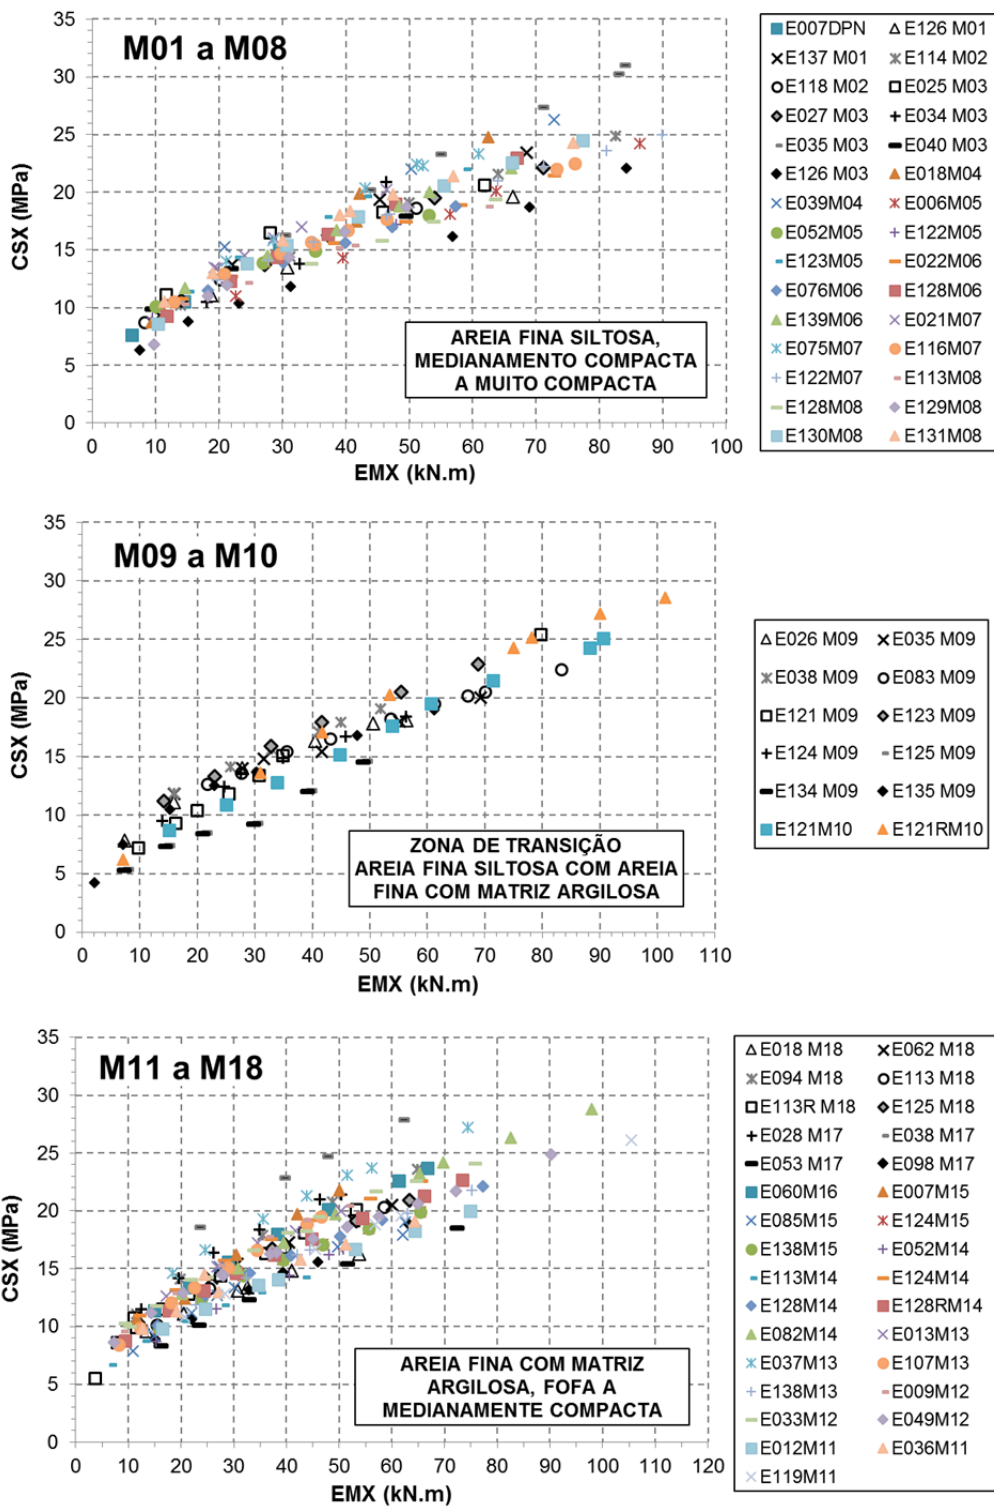 M01 a M08
CSX (MPa)
35
30
25
20
15
10
5
0
0 10 20 30 40 50 60 70 80 90 100
EMX (kN.m)
AREIA FINA SILTOSA,
MEDIANAMENTO COMPACTA
A MUITO COMPACTA
E007DPN E126 M01
E137 M01 E114 M02
E118 M02 E025 M03
E027 M03 E034 M03
E035 M03 E040 M03
E126 M03 E018M04
E039M04 E006M05
E052M05 E122M05
E123M05 E022M06
E076M06 E128M06
E139M06 E021M07
E075M07 E116M07
E122M07 E113M08
E128M08 E129M08
E130M08 E131M08
M09 a M10
CSX (MPa)
35
30
25
20
15
10
5
0
0 10 20 30 40 50 60 70 80 90 100 110
EMX (kN.m)
ZONA DE TRANSIÇÃO
AREIA FINA SILTOSA COM AREIA
FINA COM MATRIZ ARGILOSA
E026 M09 E035 M09
E038 M09 E083 M09
E121 M09 E123 M09
E124 M09 E125 M09
E134 M09 E135 M09
E121M10 E121RM10
M11 a M18
CSX (MPa)
35
30
25
20
15
10
5
0
0 10 20 30 40 50 60 70 80 90 100 110 120
EMX (kN.m)
AREIA FINA COM MATRIZ
ARGILOSA, FOFA A
MEDIANAMENTE COMPACTA
E018 M18 E062 M18
E094 M18 E113 M18
E113R M18 E125 M18
E028 M17 E038 M17
E053 M17 E098 M17
E060M16 E007M15
E085M15 E124M15
E138M15 E052M14
E113M14 E124M14
E128M14 E128RM14
E082M14 E013M13
E037M13 E107M13
E138M13 E009M12
E033M12 E049M12
E012M11 E036M11
E119M11